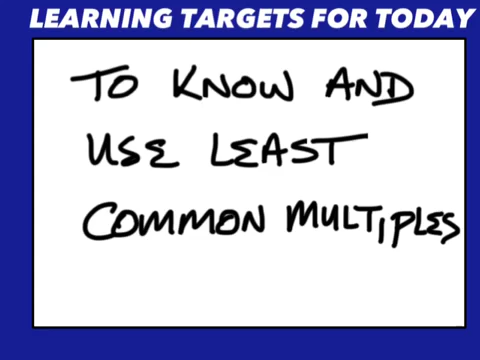 LEARNING TARGETS FOR TODAY
TO KNOW AND
USE LEAST
COMMON MULTIPLES